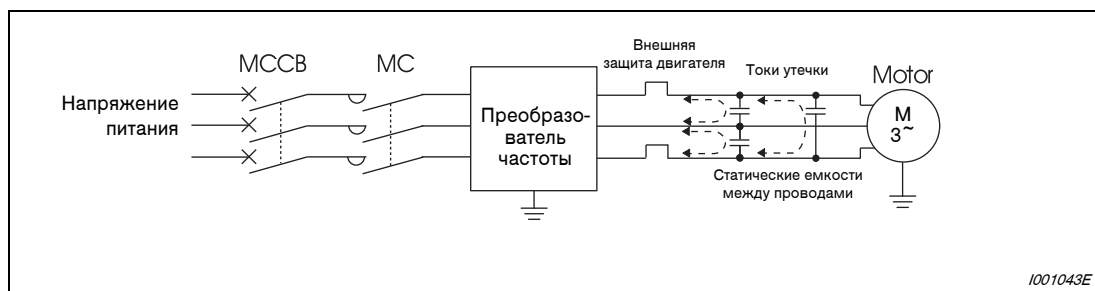 Внешняя
защита двигателя
Токи утечки
MCCB
MC
Motor
Напряжение
питания
Преобразо-
ватель
частоты
M
3~
Статические емкости
между проводами
I001043E